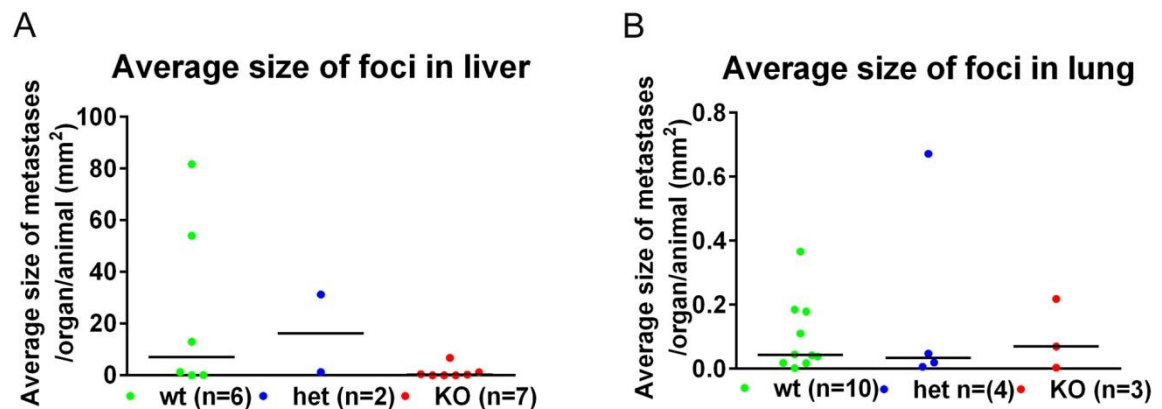 A
Average size of foci in liver
Average size of metastases
/organ/animal (mm²)
100
80
60
40
20
0
wt (n=6)
het (n=2)
KO (n=7)
B
Average size of foci in lung
Average size of metastases
/organ/animal (mm²)
0.8
0.6
0.4
0.2
0.0
wt (n=10)
het n=(4)
KO (n=3)